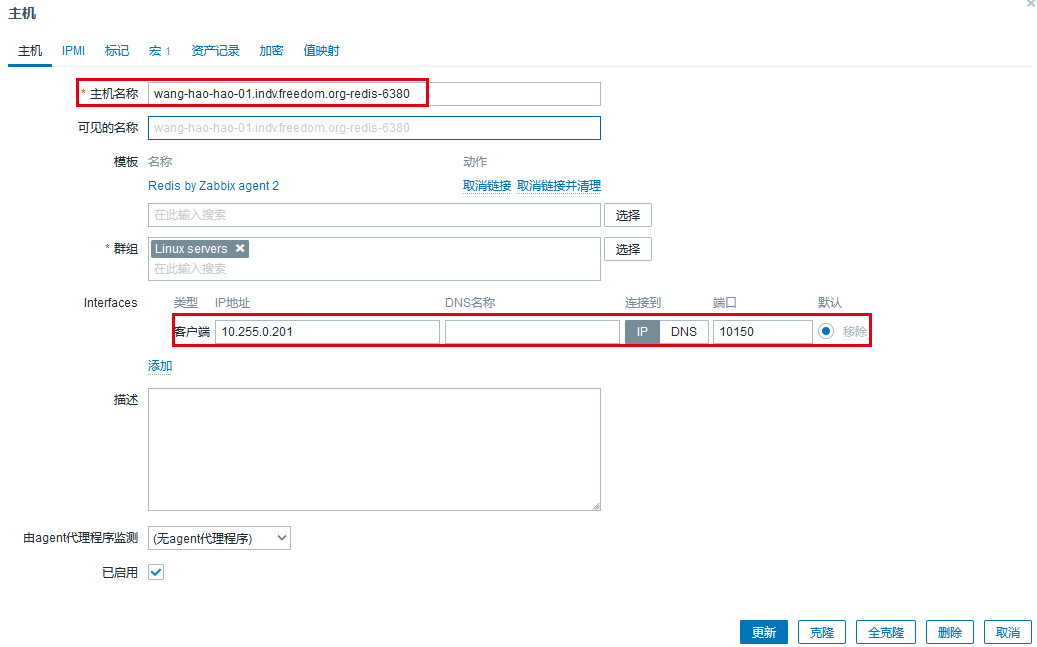 主机
主机 IPMI 标记 宏 1 资产记录 加密 值映射
* 主机名称 wang-hao-hao-01.indv.freedom.org-redis-6380
可见的名称 wang-hao-hao-01.indv.freedom.org-redis-6380
模板 名称 动作
Redis by Zabbix agent 2 取消链接 取消链接并清理
在此输入搜索 选择
* 群组 Linux servers ✕ 选择
在此输入搜索
Interfaces 类型 IP地址 DNS名称 连接到 端口 默认
客户端 10.255.0.201 IP DNS 10150 移除
添加
描述
由agent代理程序监测 (无agent代理程序)
已启用
更新 克隆 全克隆 删除 取消